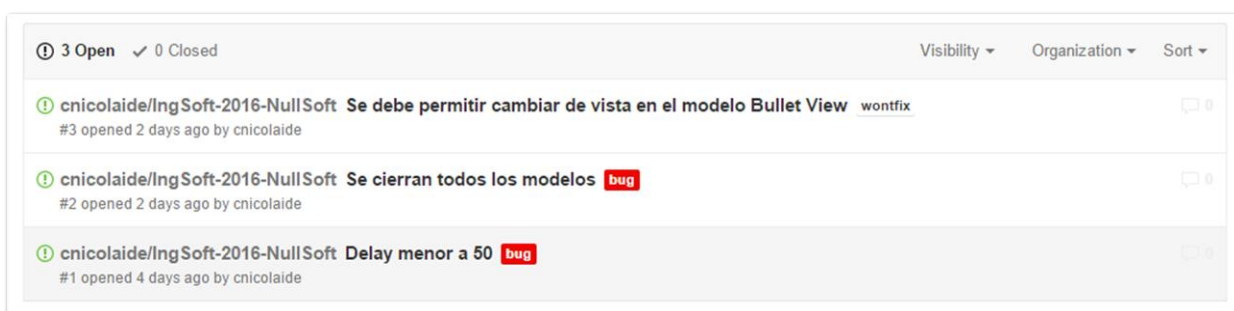 3 Open 0 Closed Visibility Organization Sort
cnicolaide/IngSoft-2016-NullSoft Se debe permitir cambiar de vista en el modelo Bullet View wontfix 0
#3 opened 2 days ago by cnicolaide
cnicolaide/IngSoft-2016-NullSoft Se cierran todos los modelos bug 0
#2 opened 2 days ago by cnicolaide
cnicolaide/IngSoft-2016-NullSoft Delay menor a 50 bug 0
#1 opened 4 days ago by cnicolaide